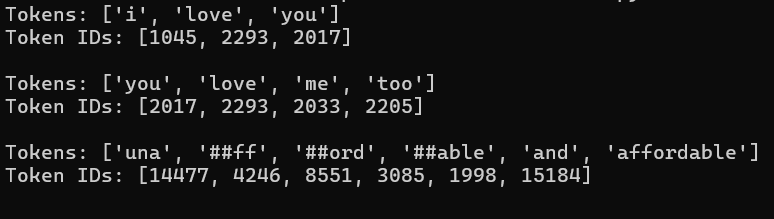 Tokens: ['i', 'love', 'you']
Token IDs: [1045, 2293, 2017]
Tokens: ['you', 'love', 'me', 'too']
Token IDs: [2017, 2293, 2033, 2205]
Tokens: ['una', '##ff', '##ord', '##able', 'and', 'affordable']
Token IDs: [14477, 4246, 8551, 3085, 1998, 15184]